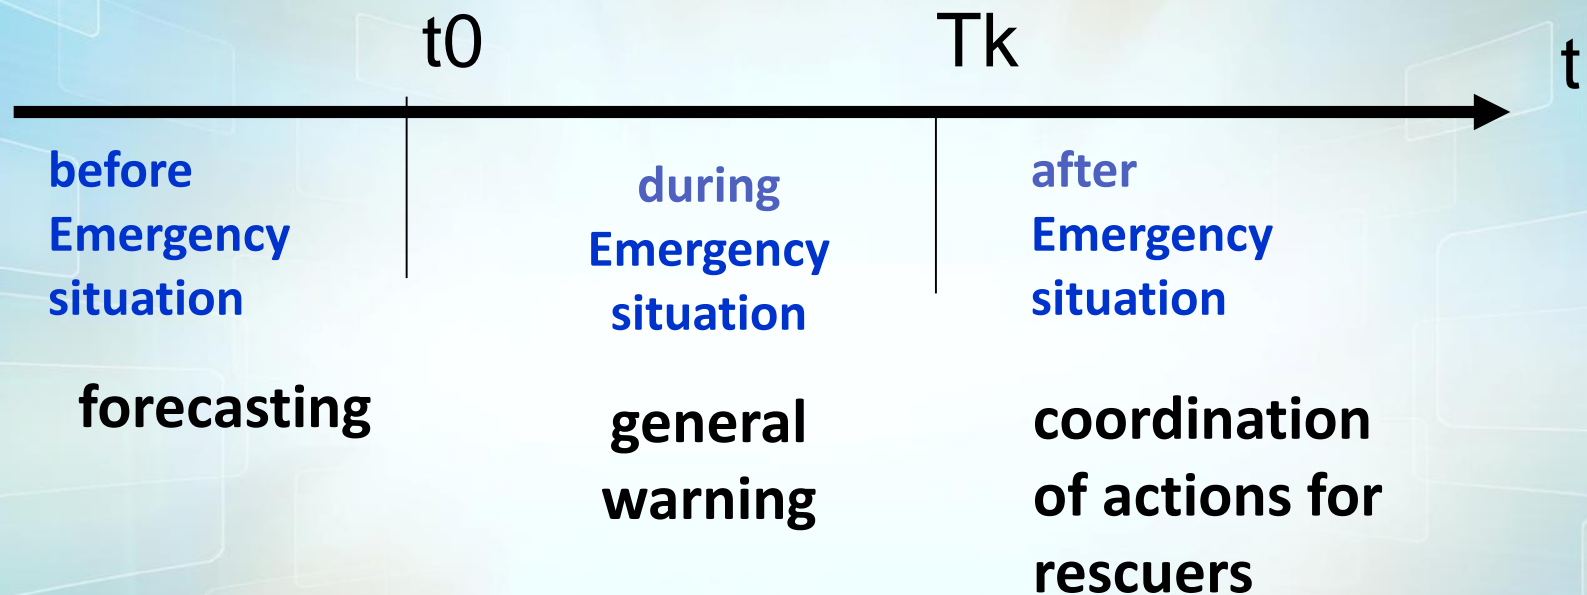 t0
Tk
t
before
Emergency
situation
during
Emergency
situation
after
Emergency
situation
forecasting
general
warning
coordination
of actions for
rescuers